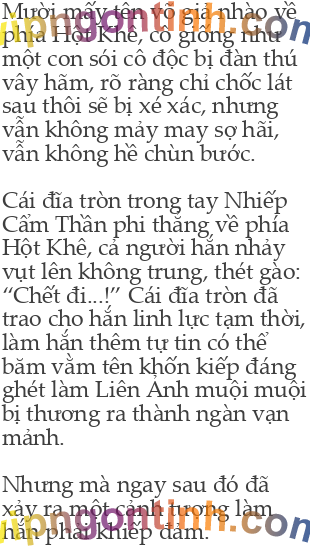 Mười mấy tên võ giả nhào về
phía Hột Khê, cô giống như
một con sói cô độc bị đàn thú
vây hãm, rõ ràng chỉ chốc lát
sau thôi sẽ bị xé xác, nhưng
vẫn không mảy may sợ hãi,
vẫn không hề chùn bước.
Cái đĩa tròn trong tay Nhiếp
Cẩm Thần phi thẳng về phía
Hột Khê, cả người hắn nhảy
vụt lên không trung, thét gào:
“Chết đi...!” Cái đĩa tròn đã
trao cho hắn linh lực tạm thời,
làm hắn thêm tự tin có thể
băm vằm tên khốn kiếp đáng
ghét làm Liên Ảnh muội muội
bị thương ra thành ngàn vạn
mảnh.
Nhưng mà ngay sau đó đã
xảy ra một cảnh tượng làm
hắn phải khiếp đảm.